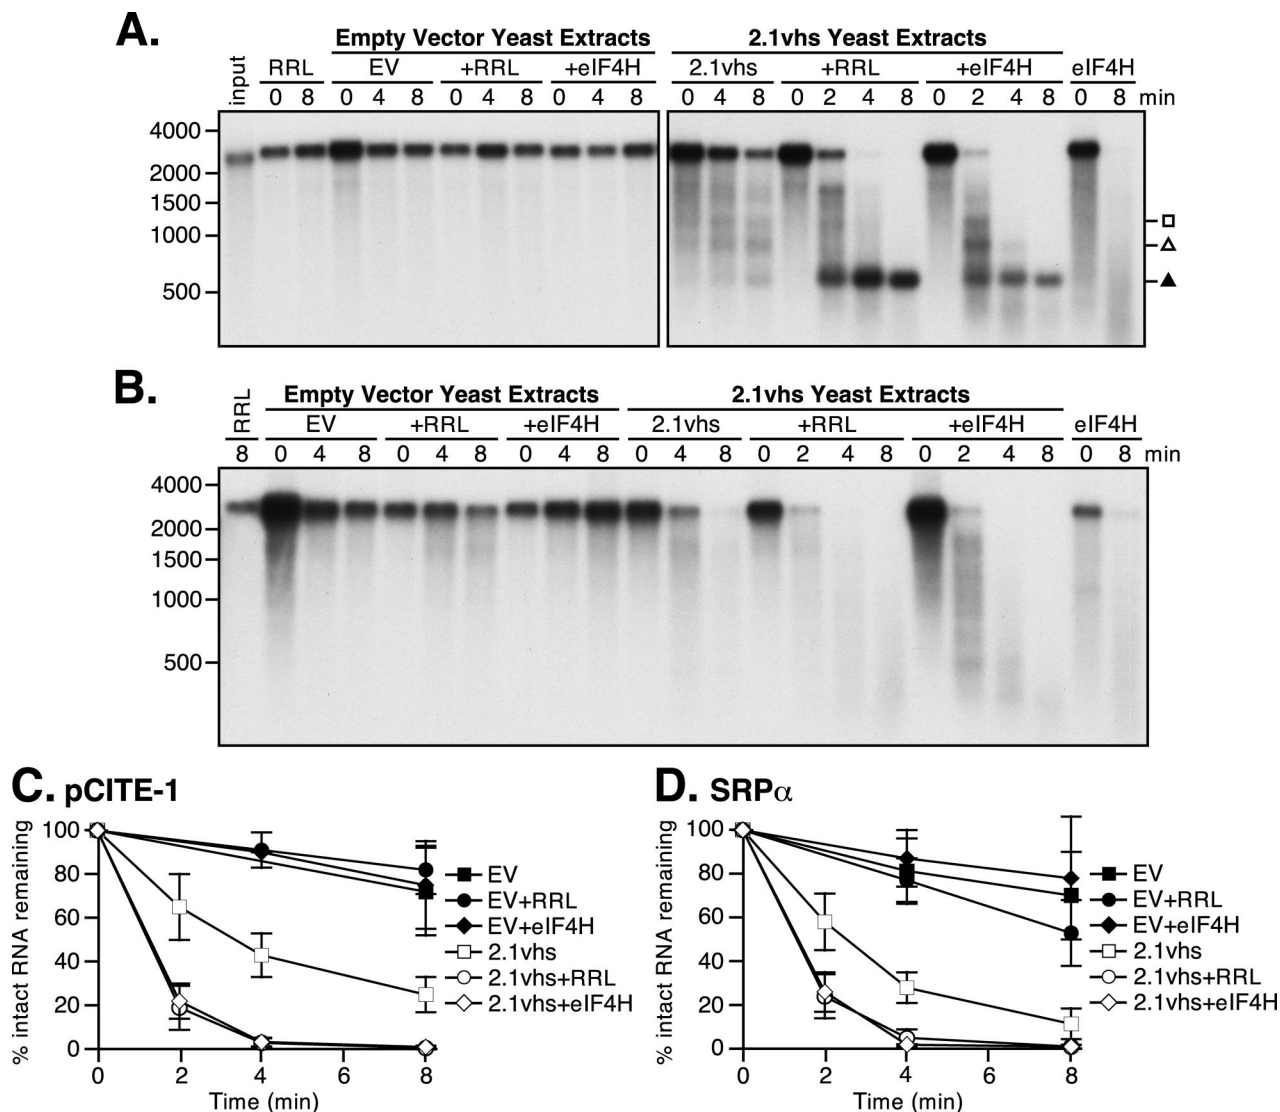 A.
Empty Vector Yeast Extracts 2.1vhs Yeast Extracts
input RRL EV +RRL +eIF4H 2.1vhs +RRL +eIF4H eIF4H
0 8 0 4 8 0 4 8 0 4 8 0 4 8 0 2 4 8 0 2 4 8 0 8 min
4000
2000
1500
1000
500
B.
Empty Vector Yeast Extracts 2.1vhs Yeast Extracts
RRL EV +RRL +eIF4H 2.1vhs +RRL +eIF4H eIF4H
8 0 4 8 0 4 8 0 4 8 0 4 8 0 2 4 8 0 2 4 8 0 8 min
4000
2000
1500
1000
500
C. pCITE-1
% intact RNA remaining
100
80
60
40
20
0
0 2 4 6 8
Time (min)
EV
EV+RRL
EV+eIF4H
2.1vhs
2.1vhs+RRL
2.1vhs+eIF4H
D. SRPα
% intact RNA remaining
100
80
60
40
20
0
0 2 4 6 8
Time (min)
EV
EV+RRL
EV+eIF4H
2.1vhs
2.1vhs+RRL
2.1vhs+eIF4H